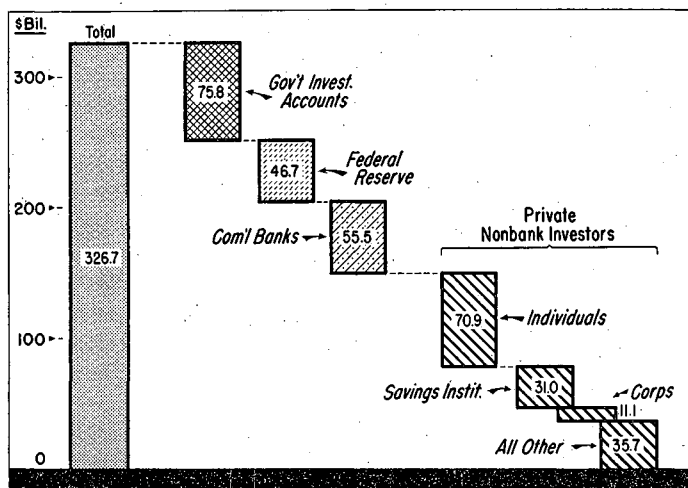 $Bil.
Total
300
200
100
0
326.7
75.8
Gov't Invest.
Accounts
46.7
Federal
Reserve
Com'l Banks
55.5
Private
Nonbank Investors
70.9
Individuals
Savings Instit.
31.0
Corps
11.1
All Other
35.7